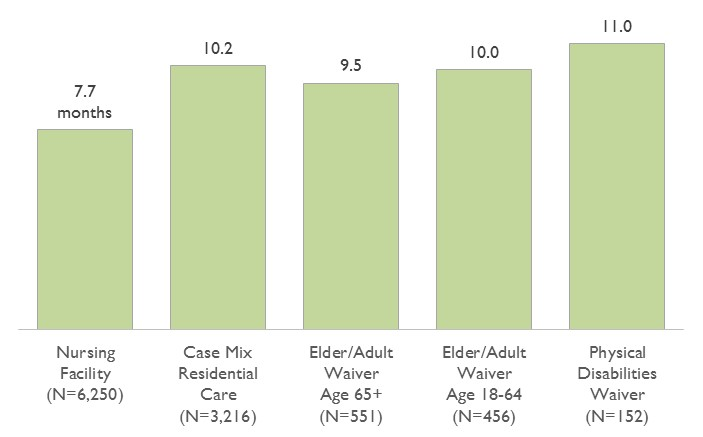 7.7
months
10.2
9.5
10.0
11.0
Nursing
Facility
(N=6,250)
Case Mix
Residential
Care
(N=3,216)
Elder/Adult
Waiver
Age 65+
(N=551)
Elder/Adult
Waiver
Age 18-64
(N=456)
Physical
Disabilities
Waiver
(N=152)